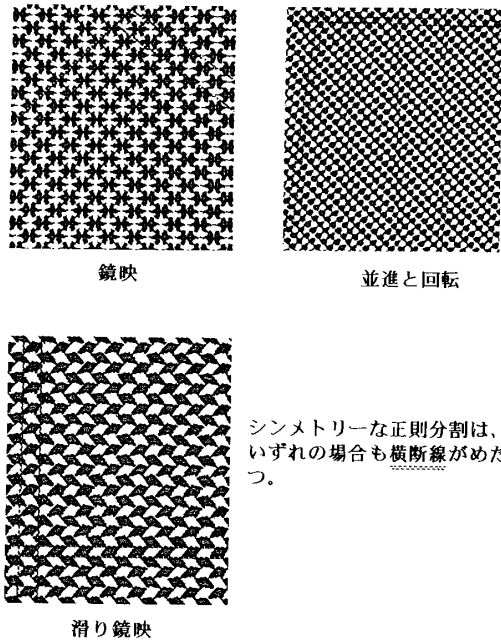 鏡映
並進と回転
シンメトリーな正則分割は、
いずれの場合も横断線がめだ
つ。
滑り鏡映